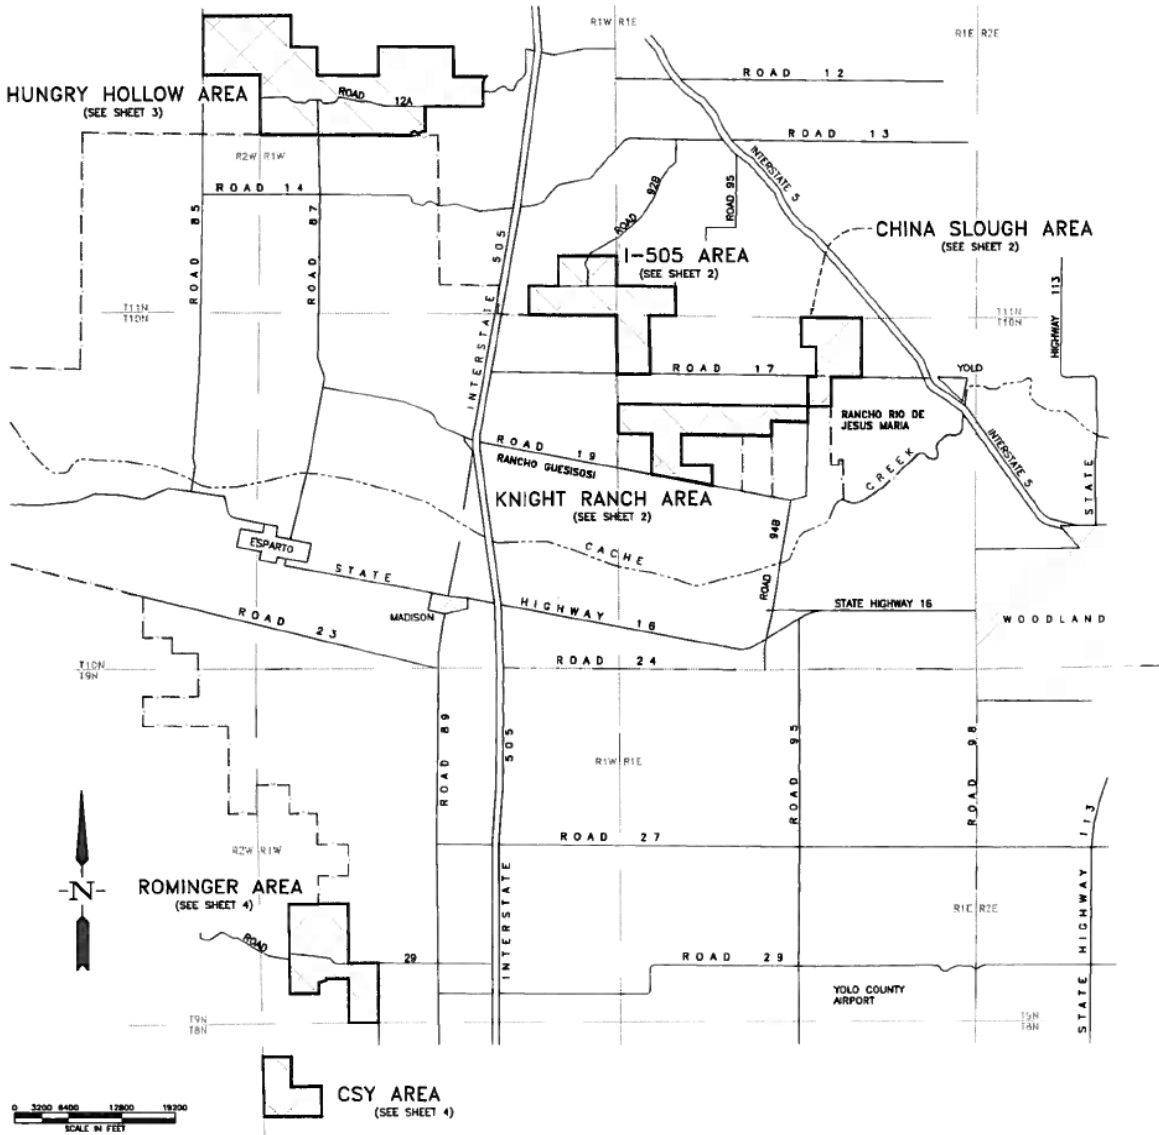 R1W R1E
R1E R2E
ROAD 12
HUNGRY HOLLOW AREA
(SEE SHEET 3)
ROAD 12A
ROAD 13
INTERSTATE 5
R2W R1W
ROAD 14
ROAD 92B
ROAD 95
ROAD 85
ROAD 87
INTERSTATE 505
CHINA SLOUGH AREA
(SEE SHEET 2)
I-505 AREA
(SEE SHEET 2)
HIGHWAY 113
T11N
T10N
T11N
T10N
ROAD 17
YOLO
RANCHO RIO DE
JESUS MARIA
ROAD 19
RANCHO GUESISOSI
INTERSTATE 5
CREEK
STATE
KNIGHT RANCH AREA
(SEE SHEET 2)
ESPARTO
CACHE
ROAD 94B
STATE
HIGHWAY 16
STATE HIGHWAY 16
MADISON
ROAD 23
WOODLAND
ROAD 24
T10N
T9N
ROAD 89
505
ROAD 95
ROAD 98
R1W R1E
STATE HIGHWAY 113
ROAD 27
R2W R1W
-N-
ROMINGER AREA
(SEE SHEET 4)
INTERSTATE
R1E R2E
ROAD 29
ROAD 29
YOLO COUNTY
AIRPORT
T9N
T8N
T9N
T8N
CSY AREA
(SEE SHEET 4)
0 3200 6400 12800 19200
SCALE IN FEET